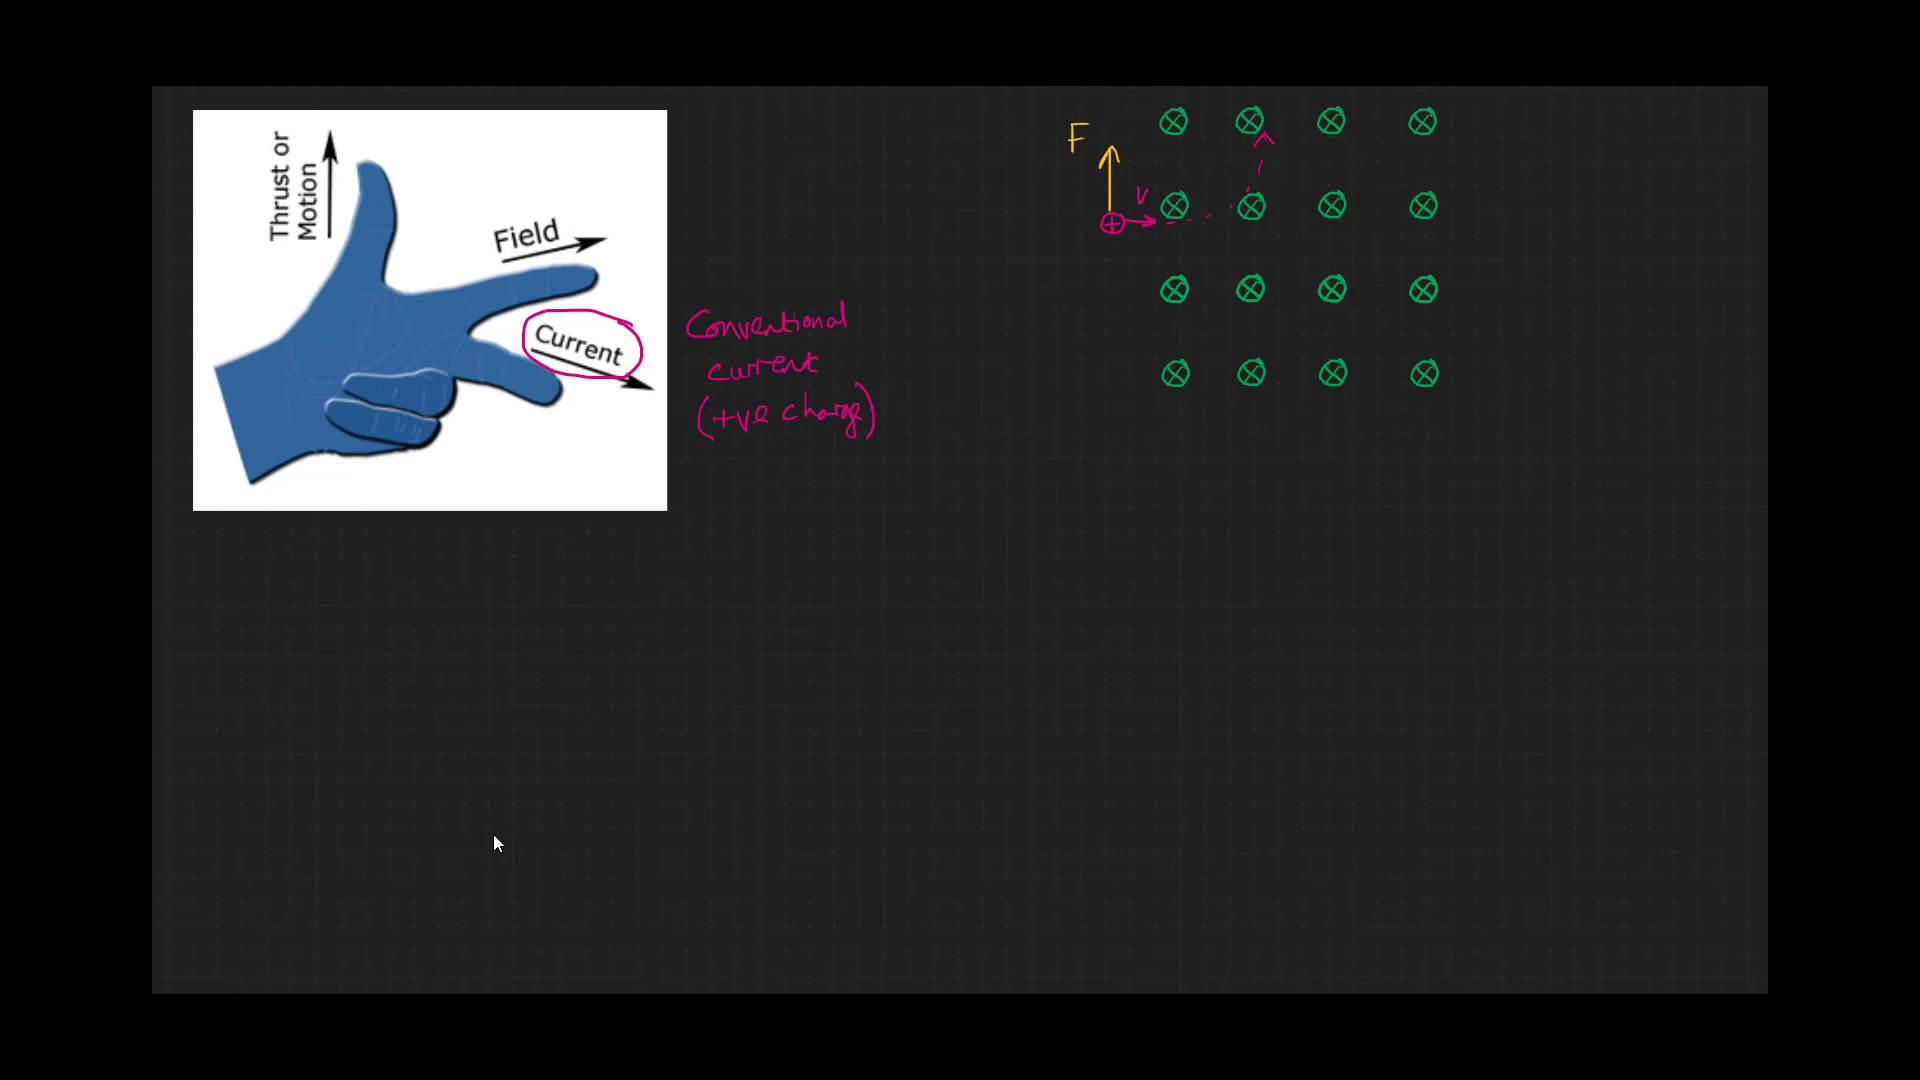 Thrust or
Motion
Field
Current
Conventional
current
(+ve charge)
F
v